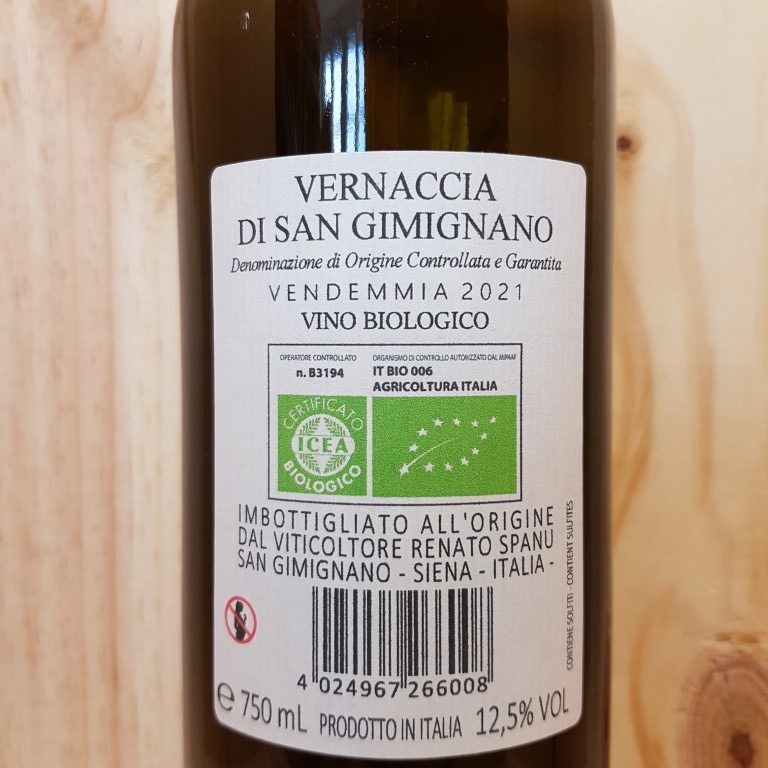 VERNACCIA
DI SAN GIMIGNANO
Denominazione di Origine Controllata e Garantita
VENDEMMIA 2021
VINO BIOLOGICO
OPERATORE CONTROLLATO
n. B3194
ORGANISMO DI CONTROLLO AUTORIZZATO DAL MIPAAF
IT BIO 006
AGRICOLTURA ITALIA
CERTIFICATO
ICEA
BIOLOGICO
IMBOTTIGLIATO ALL'ORIGINE
DAL VITICOLTORE RENATO SPANU
SAN GIMIGNANO - SIENA - ITALIA -
CONTIENE SOLFITI - CONTIENT SULFITES
4 024967 266008
e 750 mL PRODOTTO IN ITALIA 12,5% VOL